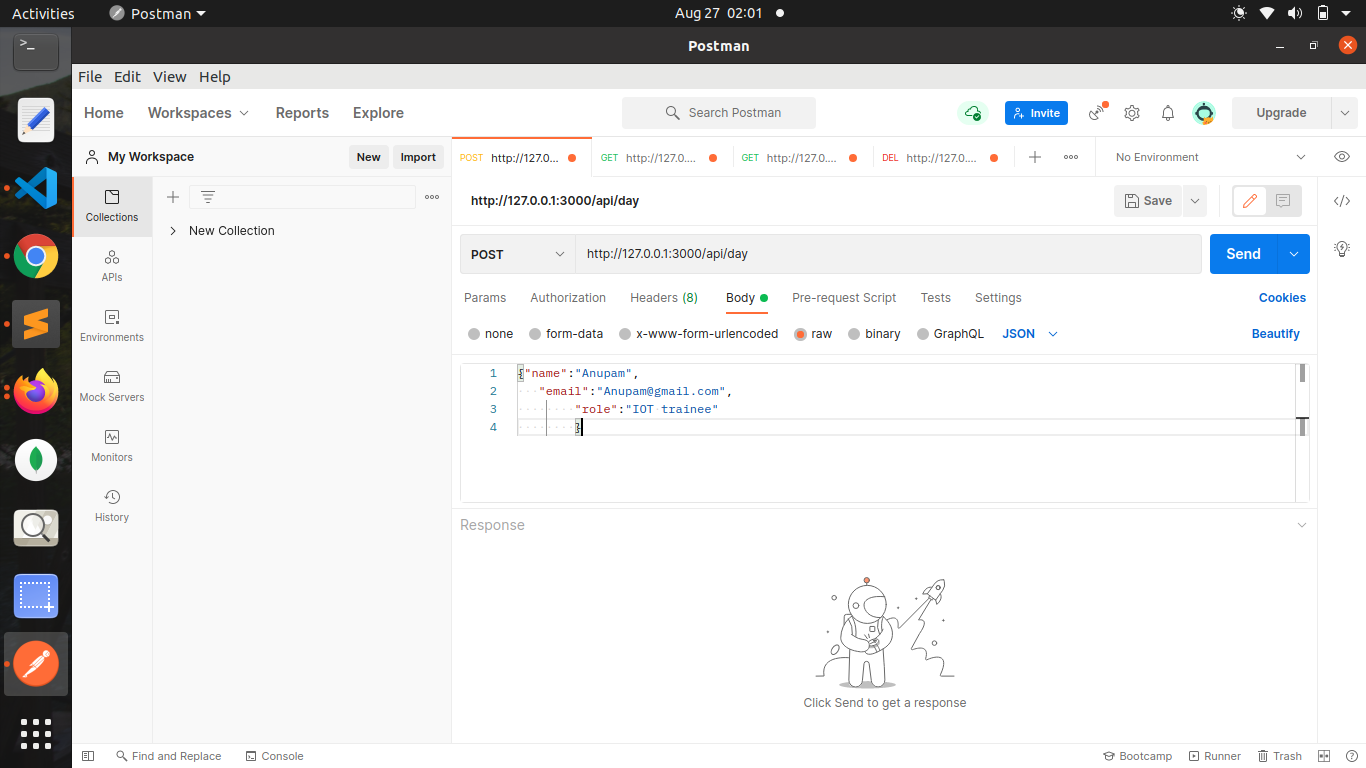 Activities Postman Aug 27 02:01
Postman
File Edit View Help
Home Workspaces Reports Explore Search Postman Invite Upgrade
My Workspace New Import
POST http://127.0... GET http://127.0.... GET http://127.0.... DEL http://127.0.... No Environment
Collections
APIs
Environments
Mock Servers
Monitors
History
New Collection
http://127.0.0.1:3000/api/day Save
POST http://127.0.0.1:3000/api/day Send
Params Authorization Headers (8) Body Pre-request Script Tests Settings Cookies
none form-data x-www-form-urlencoded raw binary GraphQL JSON Beautify
1 {"name":"Anupam",
2 "email":"Anupam@gmail.com",
3 "role":"IOT trainee"
4 }
Response
Click Send to get a response
Find and Replace Console Bootcamp Runner Trash